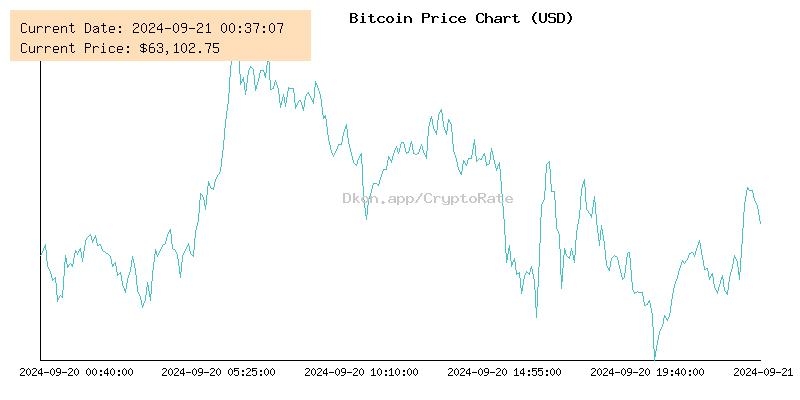 Bitcoin Price Chart (USD)
Current Date: 2024-09-21 00:37:07
Current Price: $63,102.75
Dkon.app/CryptoRate
2024-09-20 00:40:00
2024-09-20 05:25:00
2024-09-20 10:10:00
2024-09-20 14:55:00
2024-09-20 19:40:00
2024-09-21